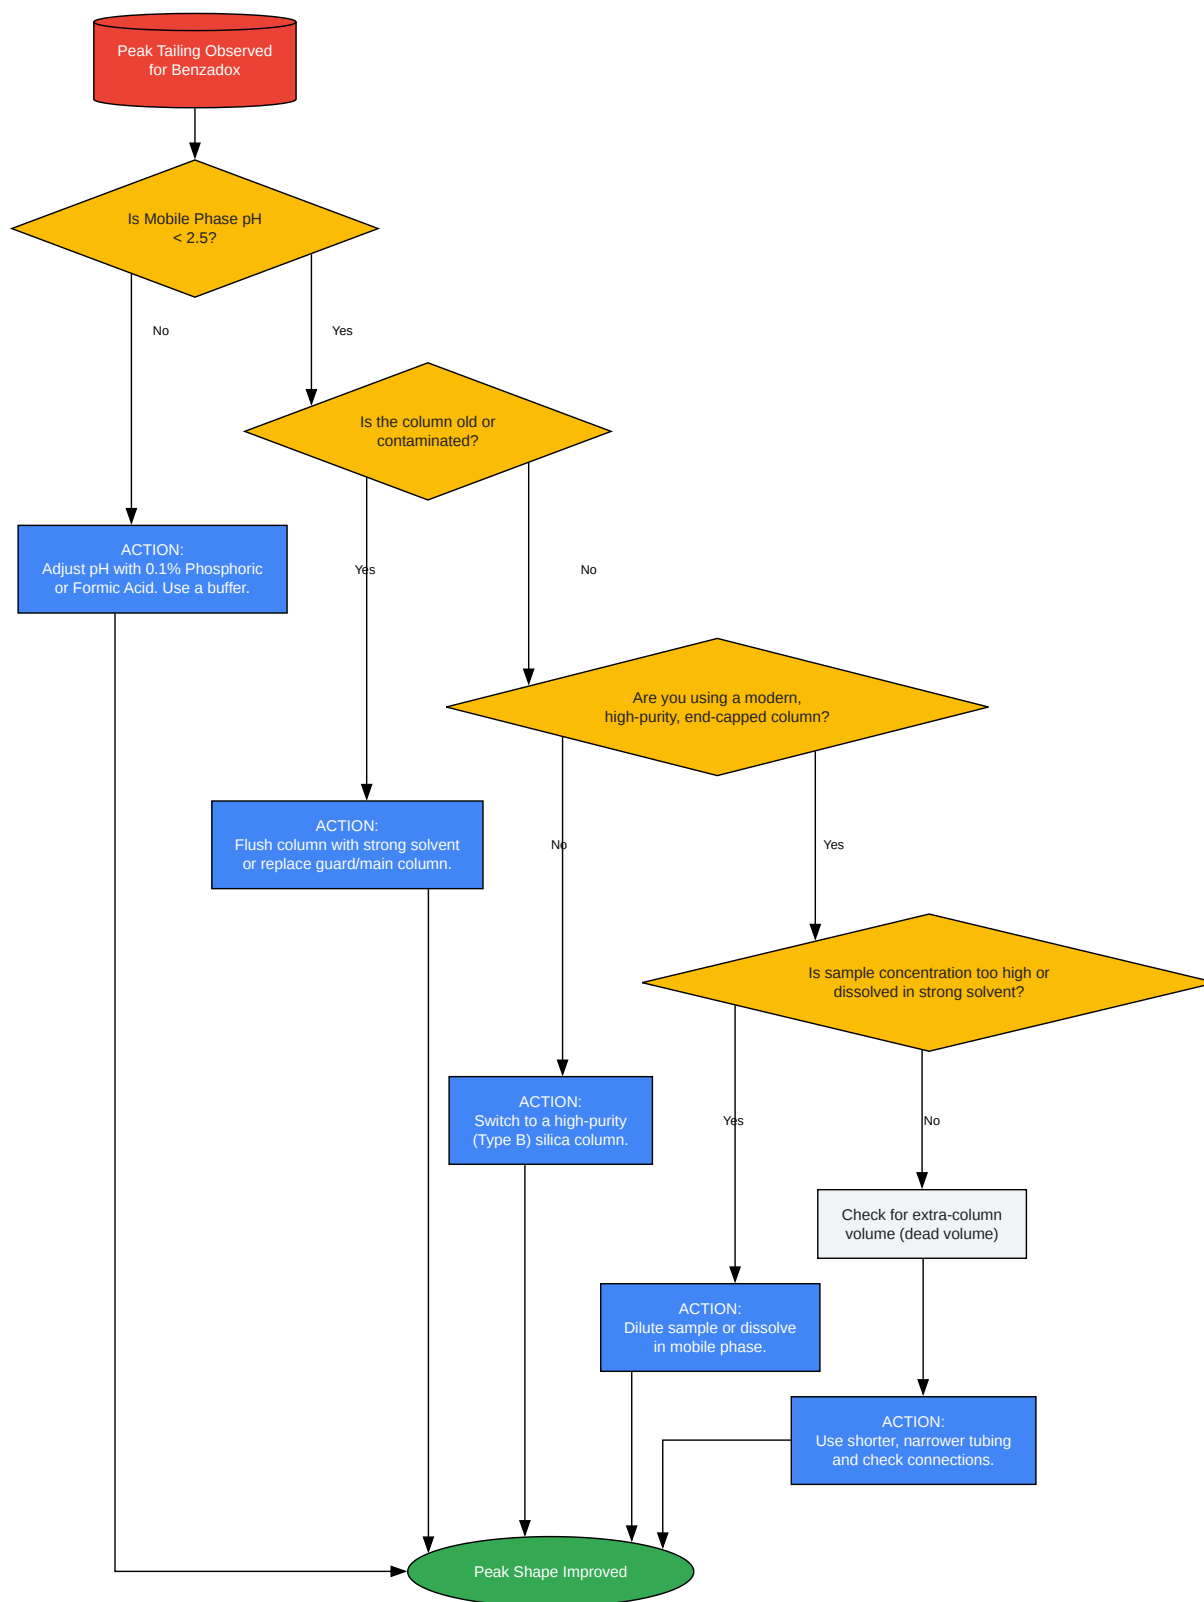 Peak Tailing Observed
for Benzadox
Is Mobile Phase pH
< 2.5?
No
Yes
Is the column old or
contaminated?
ACTION:
Adjust pH with 0.1% Phosphoric
or Formic Acid. Use a buffer.
Yes
No
Are you using a modern,
high-purity, end-capped column?
ACTION:
Flush column with strong solvent
or replace guard/main column.
No
Yes
Is sample concentration too high or
dissolved in strong solvent?
ACTION:
Switch to a high-purity
(Type B) silica column.
Yes
No
Check for extra-column
volume (dead volume)
ACTION:
Dilute sample or dissolve
in mobile phase.
ACTION:
Use shorter, narrower tubing
and check connections.
Peak Shape Improved